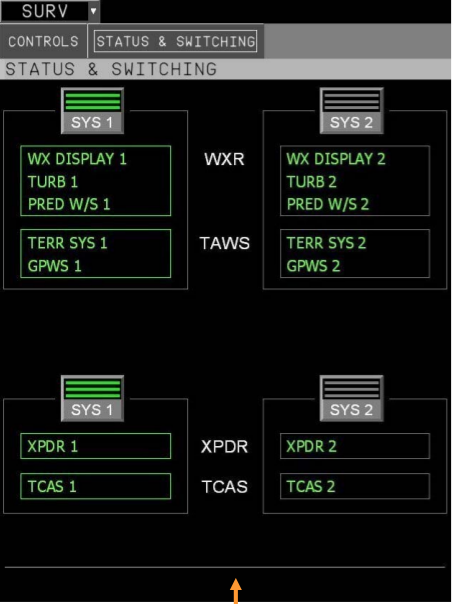 SURV
CONTROLS STATUS & SWITCHING
STATUS & SWITCHING
SYS 1 SYS 2
WX DISPLAY 1 WXR WX DISPLAY 2
TURB 1 TURB 2
PRED W/S 1 PRED W/S 2
TERR SYS 1 TAWS TERR SYS 2
GPWS 1 GPWS 2
SYS 1 SYS 2
XPDR 1 XPDR XPDR 2
TCAS 1 TCAS TCAS 2